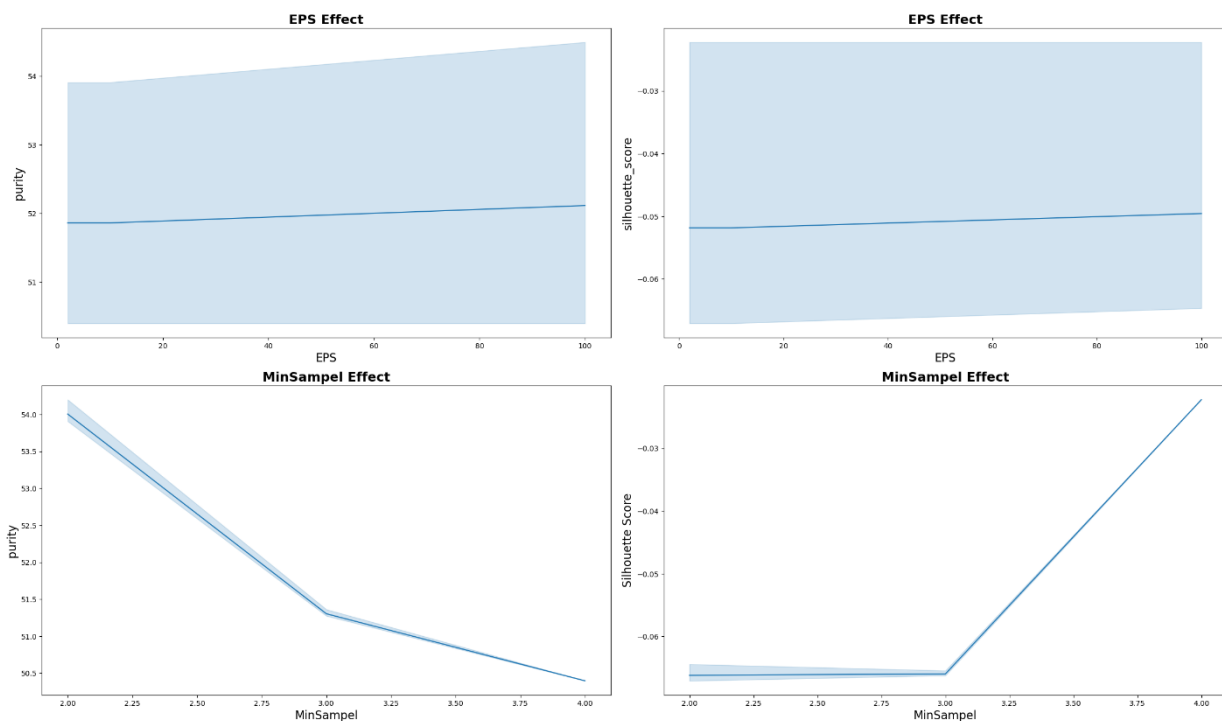 EPS Effect
purity
54
53
52
51
0 20 40 60 80 100
EPS
EPS Effect
silhouette_score
−0.03
−0.04
−0.05
−0.06
0 20 40 60 80 100
EPS
MinSampel Effect
purity
54.0
53.5
53.0
52.5
52.0
51.5
51.0
50.5
2.00 2.25 2.50 2.75 3.00 3.25 3.50 3.75 4.00
MinSampel
MinSampel Effect
Silhouette Score
−0.03
−0.04
−0.05
−0.06
2.00 2.25 2.50 2.75 3.00 3.25 3.50 3.75 4.00
MinSampel